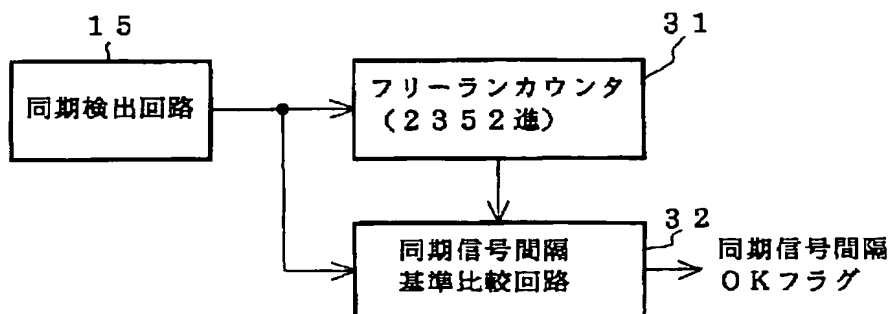 15
31
同期検出回路
フリーランカウンタ
(2352進)
32
同期信号間隔
基準比較回路
同期信号間隔
OKフラグ